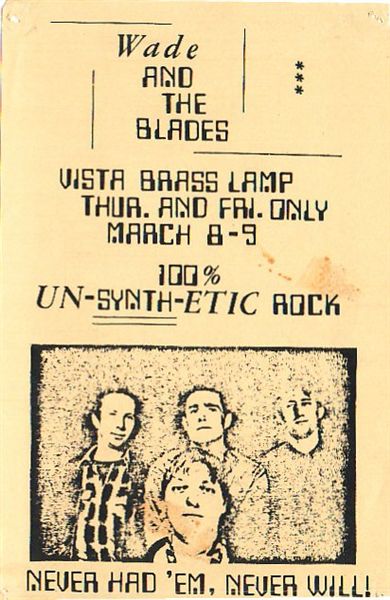 Wade
AND
THE
BLADES
***
VISTA BRASS LAMP
THUR. AND FRI. ONLY
MARCH 8-9
100%
UN-SYNTH-ETIC ROCK
NEVER HAD 'EM, NEVER WILL!